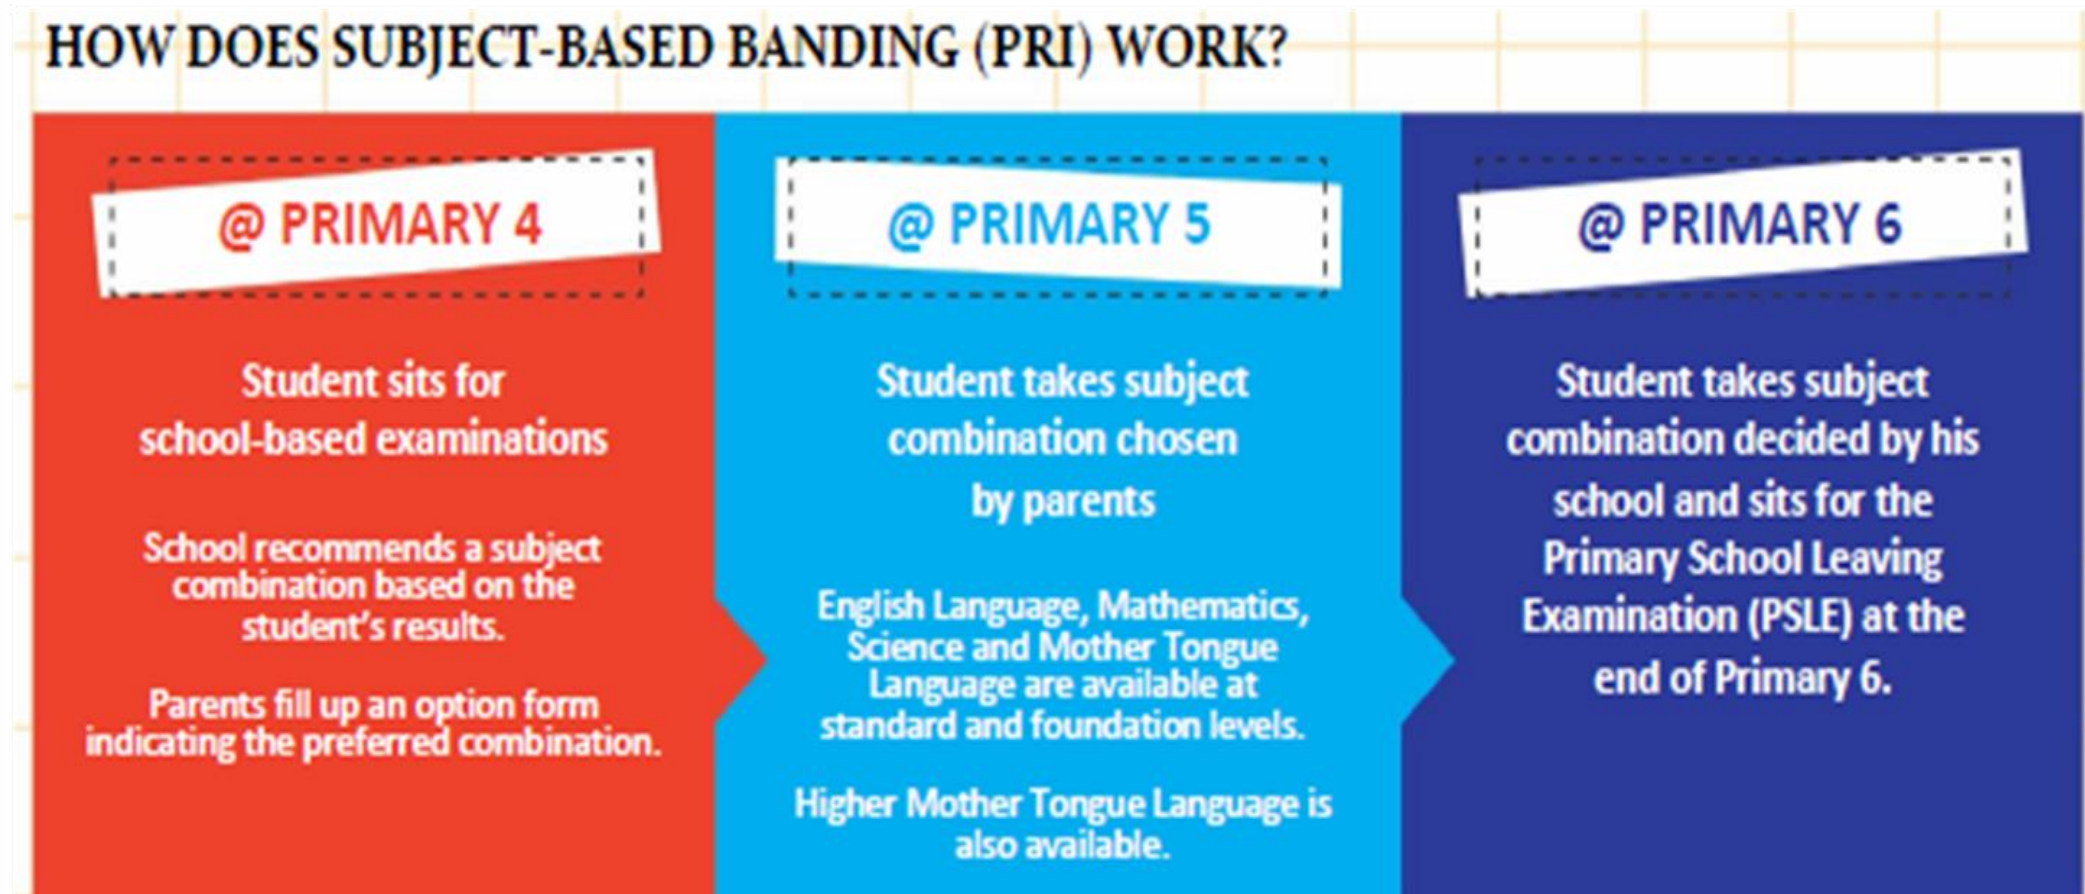 HOW DOES SUBJECT-BASED BANDING (PRI) WORK?
@ PRIMARY 4
Student sits for
school-based examinations
School recommends a subject
combination based on the
student's results.
Parents fill up an option form
indicating the preferred combination.
@ PRIMARY 5
Student takes subject
combination chosen
by parents
English Language, Mathematics,
Science and Mother Tongue
Language are available at
standard and foundation levels.
Higher Mother Tongue Language is
also available.
@ PRIMARY 6
Student takes subject
combination decided by his
school and sits for the
Primary School Leaving
Examination (PSLE) at the
end of Primary 6.